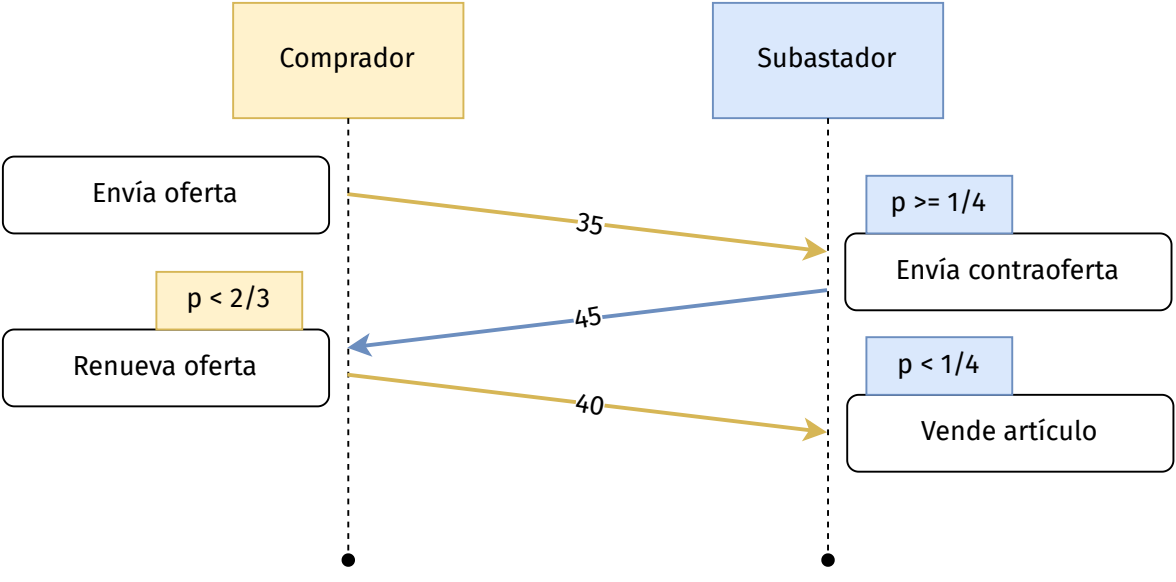 Comprador
Subastador
Envía oferta
35
p >= 1/4
Envía contraoferta
p < 2/3
45
Renueva oferta
p < 1/4
40
Vende artículo